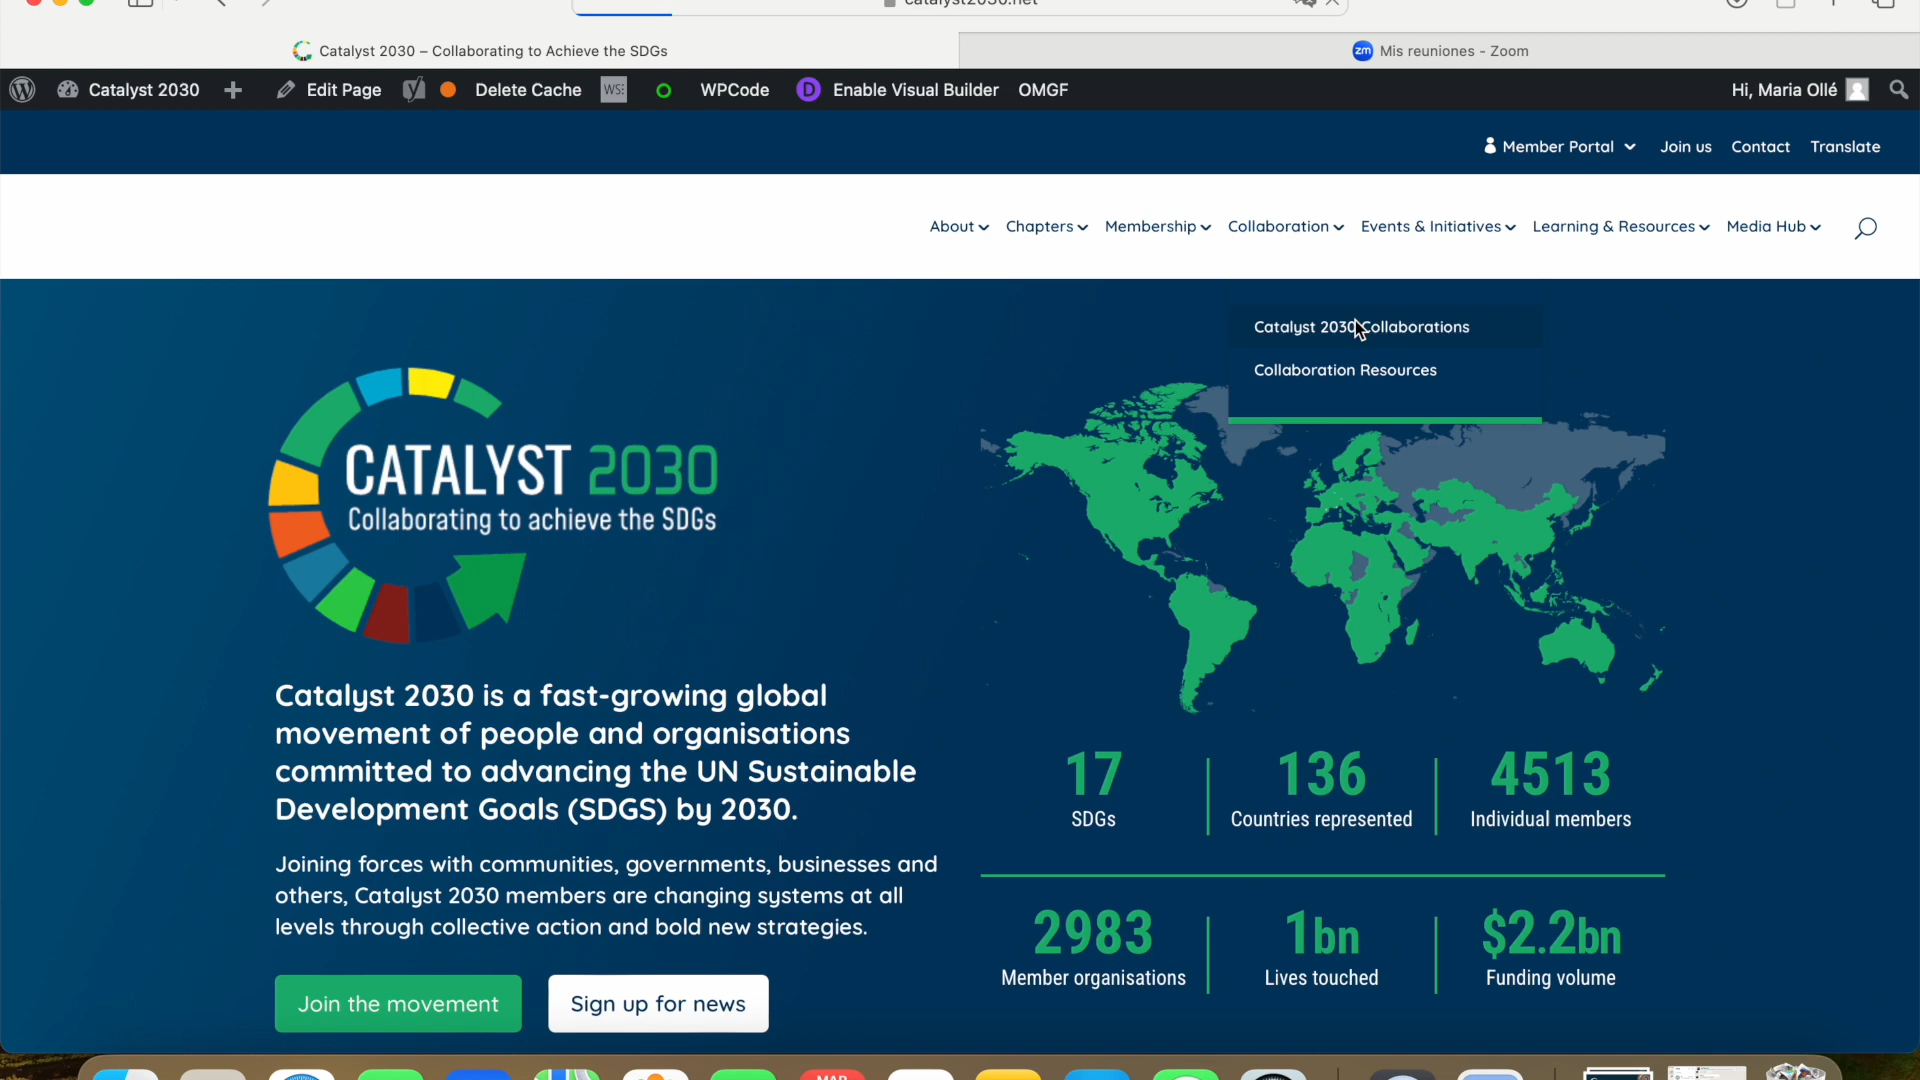 catalyst2030.net
Catalyst 2030 – Collaborating to Achieve the SDGs
zm Mis reuniones - Zoom
Catalyst 2030
Edit Page
Delete Cache
WS
WPCode
D Enable Visual Builder
OMGF
Hi, Maria Ollé
Member Portal
Join us
Contact
Translate
About
Chapters
Membership
Collaboration
Events & Initiatives
Learning & Resources
Media Hub
Catalyst 2030 Collaborations
Collaboration Resources
CATALYST 2030
Collaborating to achieve the SDGs
Catalyst 2030 is a fast-growing global
movement of people and organisations
committed to advancing the UN Sustainable
Development Goals (SDGS) by 2030.
Joining forces with communities, governments, businesses and
others, Catalyst 2030 members are changing systems at all
levels through collective action and bold new strategies.
Join the movement
Sign up for news
17
SDGs
136
Countries represented
4513
Individual members
2983
Member organisations
1bn
Lives touched
$2.2bn
Funding volume
MAR